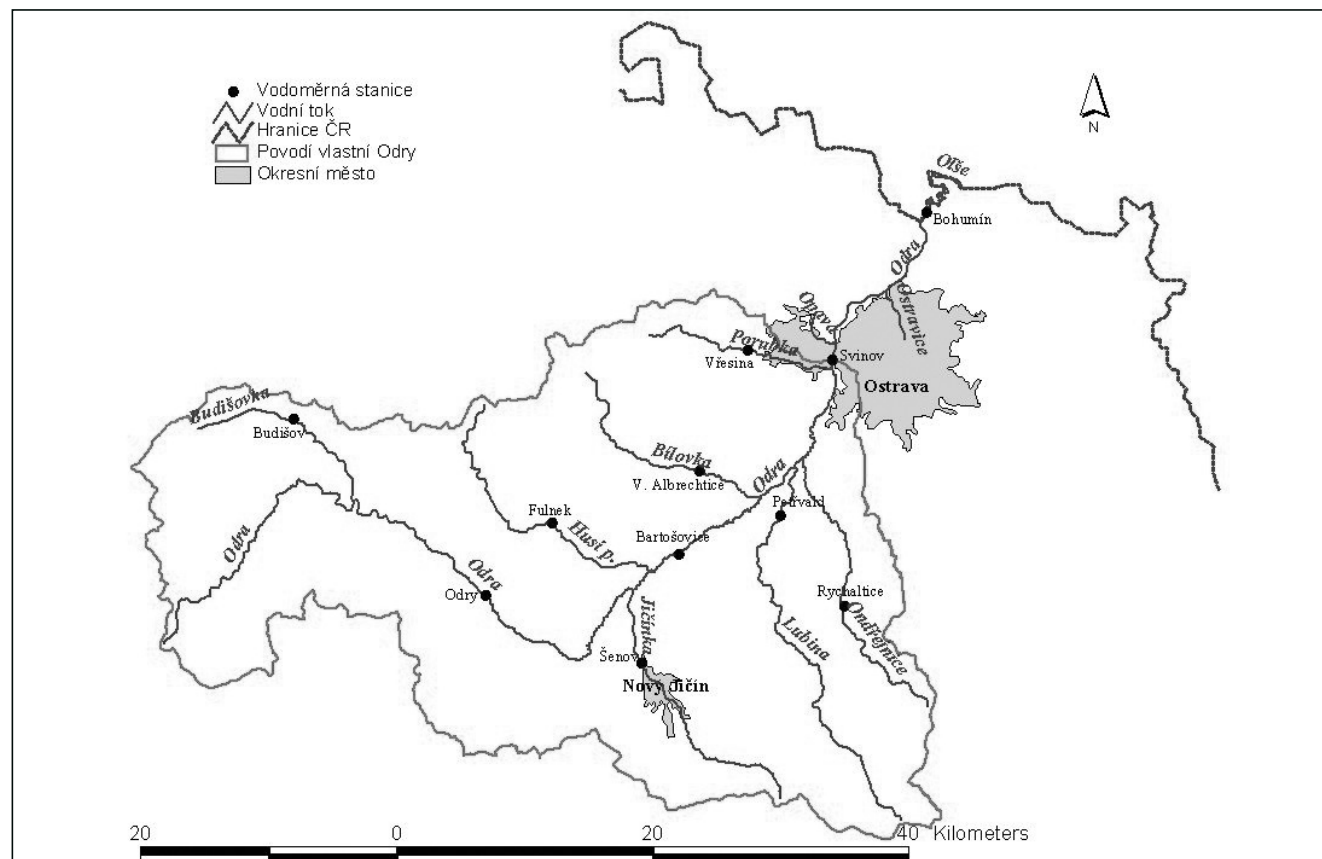 Vodoměrná stanice
Vodní tok
Hranice ČR
Povodí vlastní Odry
Okresní město
N
Olše
Bohumín
Odra
Ostravice
Opava
Porubka
Vřesina
Svinov
Ostrava
Budišovka
Budišov
Bílovka
V. Albrechtice
Odra
Petřvald
Fulnek
Husí p.
Bartošovice
Odra
Odra
Odry
Rychaltice
Ondřejnice
Jičínka
Lubina
Šenov
Nový Jičín
20 0 20 40 Kilometers